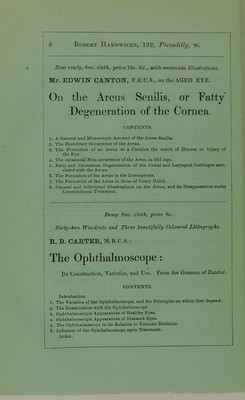 6 ROBERT HARDWICKE, 192, Picadilly, W.
Now ready, 8vo. cloth, price 10s. 6d., with numerous Illustrations.
Mr. EDWIN CANTON, F.R.C.S., on the AGED EYE.
On the Arcus Senilis, or Fatty
Degeneration of the Cornea.
CONTENTS.
1. A General and Microscopic Account of the Arcus Senilis.
2. The Hereditary Occurrence of the Arcus.
3. The Formation of an Arcus or a Circulus the result of Disease or Injury of
the Eye.
4. The occasional Non-occurrence of the Arcus in Old Age.
5. Fatty and Calcareous Degeneration of the Costal and Laryngeal Cartilages asso-
ciated with the Arcus.
6. The Formation of the Arcus in the Intemperate.
7. The Formation of the Arcus in those of Gouty Habit.
8. General and Additional Observations on the Arcus, and its Disappearance under
Constitutional Treatment.
Demy 8vo. cloth, price 8s.
Sixty-two Woodcuts and Three beautifully Coloured Lithographs.
R. B. CARTER, M.R.C.S.:
The Ophthalmoscope:
Its Construction, Varieties, and Use. From the German of Zander.
CONTENTS.
Introduction.
1. The Varieties of the Ophthalmoscope, and the Principles on which they depend.
2. The Examination with the Ophthalmoscope.
3. Ophthalmoscopic Appearances of Healthy Eyes.
4. Ophthalmoscopic Appearances of Diseased Eyes.
5. The Ophthalmoscope in its Relation to Forensic Medicine.
6. Influence of the Ophthalmoscope upon Treatment.
Index.